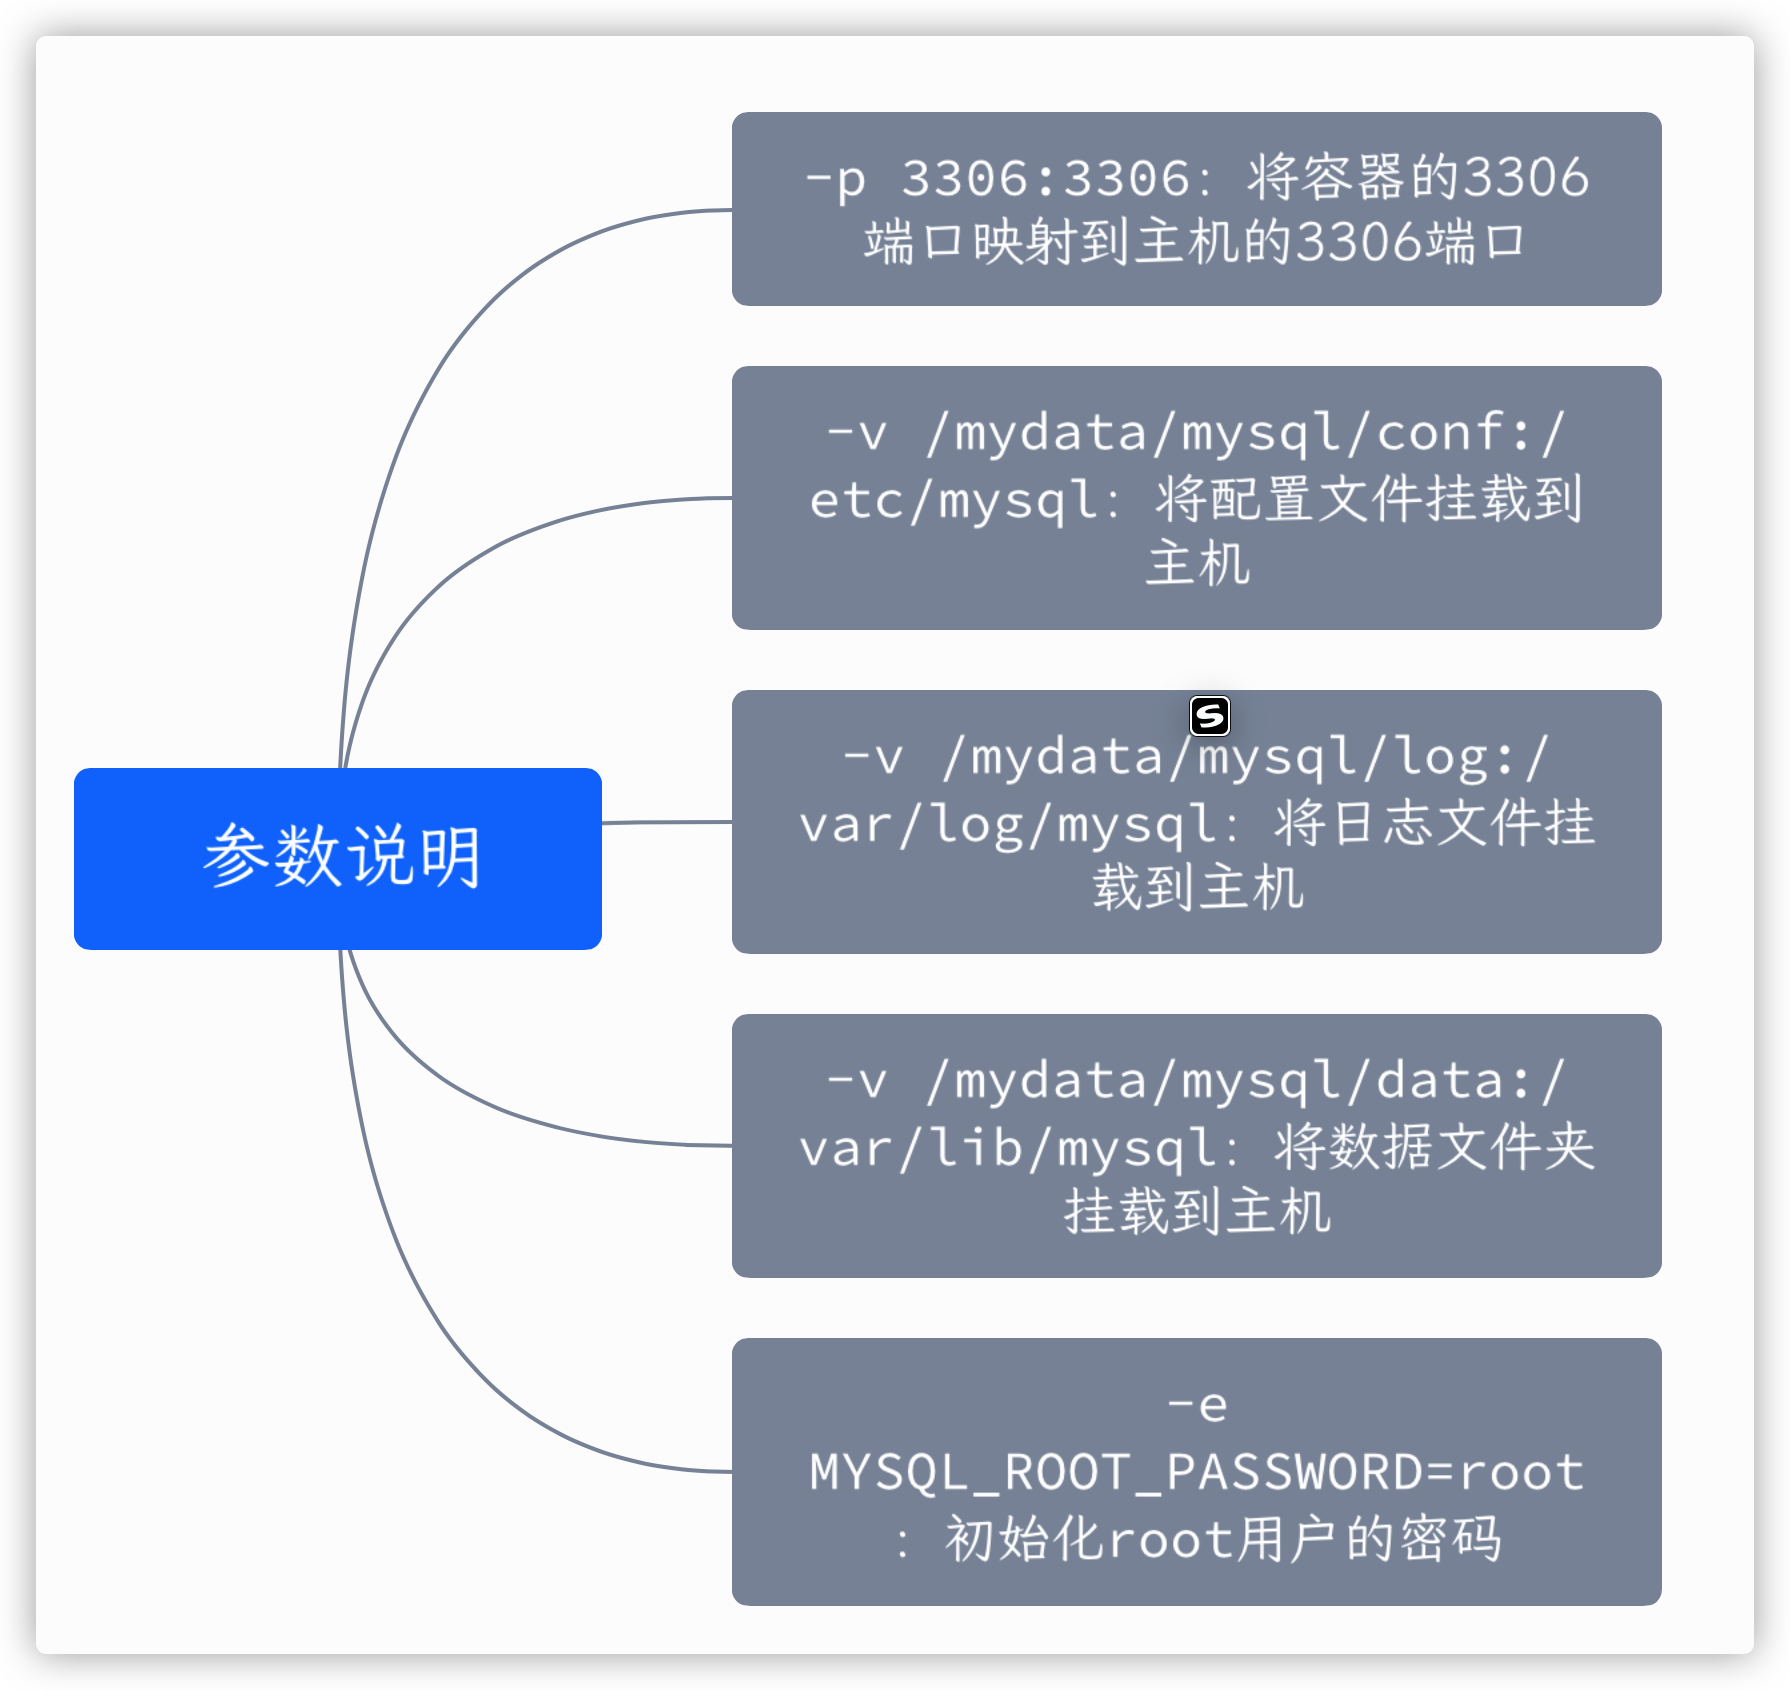 参数说明
-p 3306:3306：将容器的3306
端口映射到主机的3306端口
-v /mydata/mysql/conf:/
etc/mysql：将配置文件挂载到
主机
-v /mydata/mysql/log:/
var/log/mysql：将日志文件挂
载到主机
-v /mydata/mysql/data:/
var/lib/mysql：将数据文件夹
挂载到主机
-e
MYSQL_ROOT_PASSWORD=root
：初始化root用户的密码